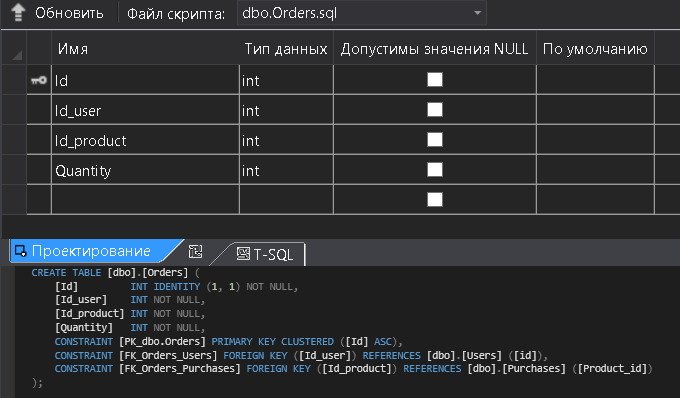 Обновить Файл скрипта: dbo.Orders.sql
Имя Тип данных Допустимы значения NULL По умолчанию
Id int
Id_user int
Id_product int
Quantity int
Проектирование T-SQL
CREATE TABLE [dbo].[Orders] (
[Id] INT IDENTITY (1, 1) NOT NULL,
[Id_user] INT NOT NULL,
[Id_product] INT NOT NULL,
[Quantity] INT NOT NULL,
CONSTRAINT [PK_dbo.Orders] PRIMARY KEY CLUSTERED ([Id] ASC),
CONSTRAINT [FK_Orders_Users] FOREIGN KEY ([Id_user]) REFERENCES [dbo].[Users] ([id]),
CONSTRAINT [FK_Orders_Purchases] FOREIGN KEY ([Id_product]) REFERENCES [dbo].[Purchases] ([Product_id])
);